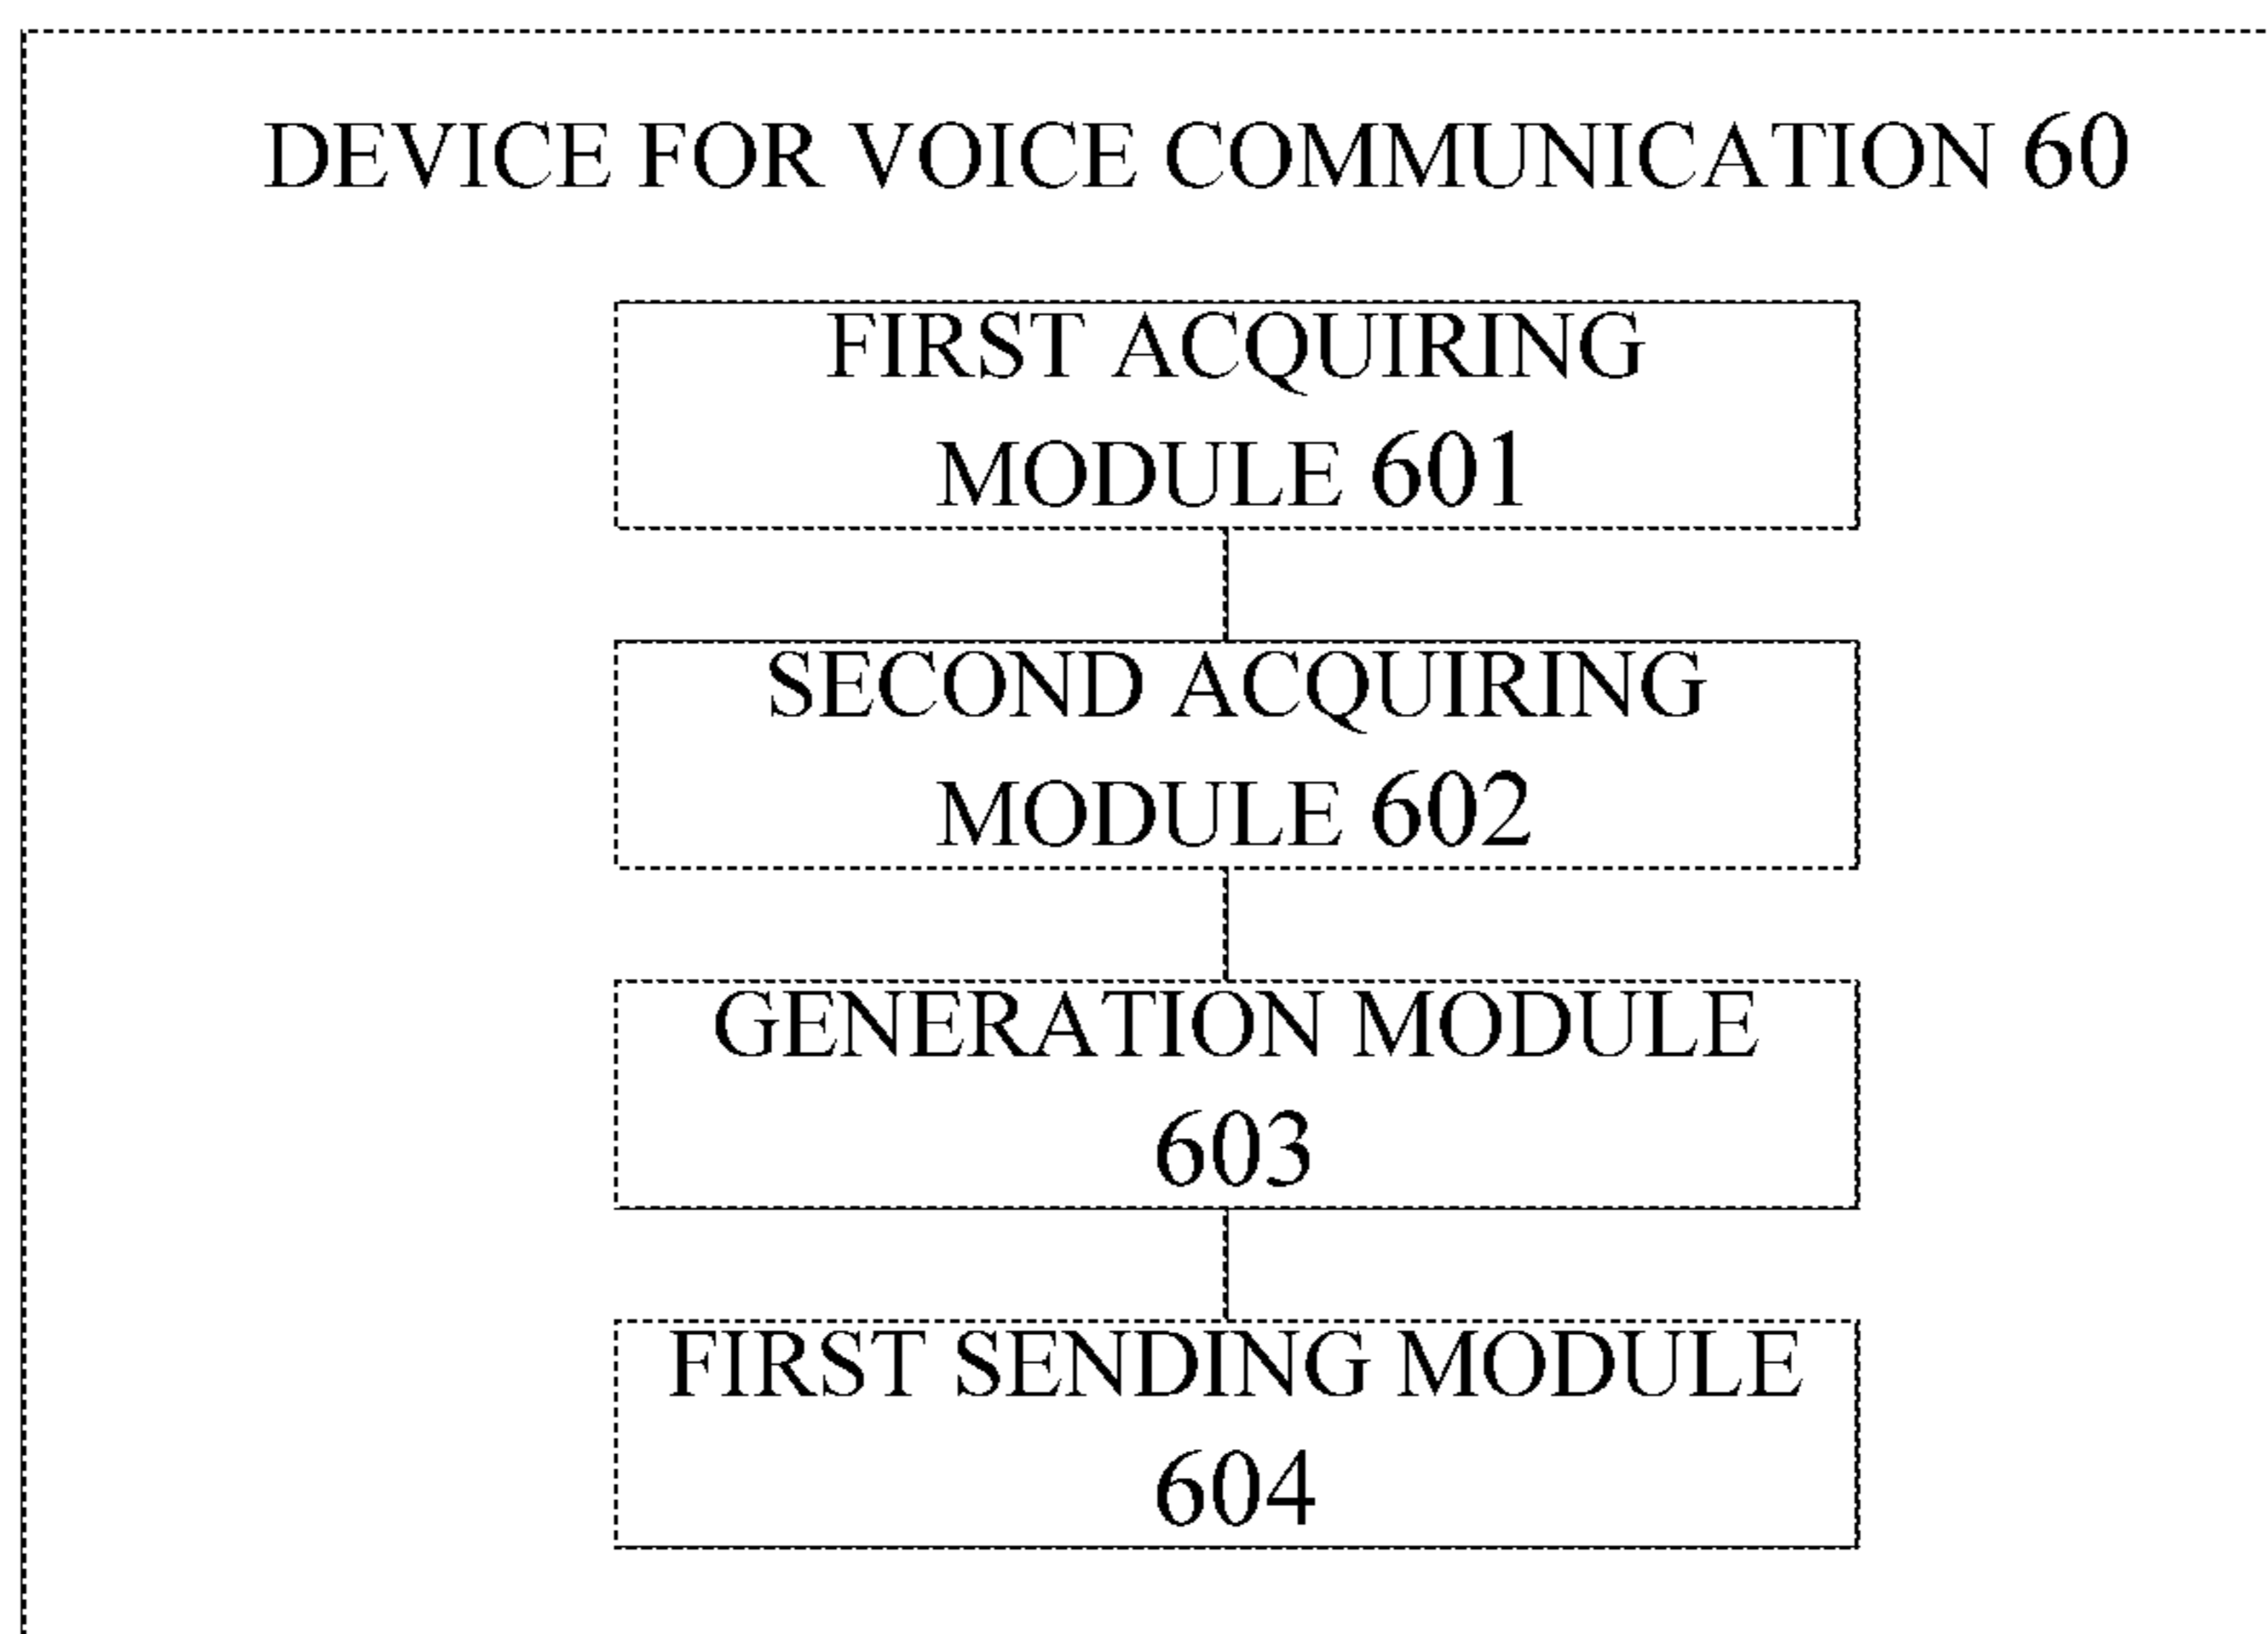 DEVICE FOR VOICE COMMUNICATION 60
FIRST ACQUIRING
MODULE 601
SECOND ACQUIRING
MODULE 602
GENERATION MODULE
603
FIRST SENDING MODULE
604